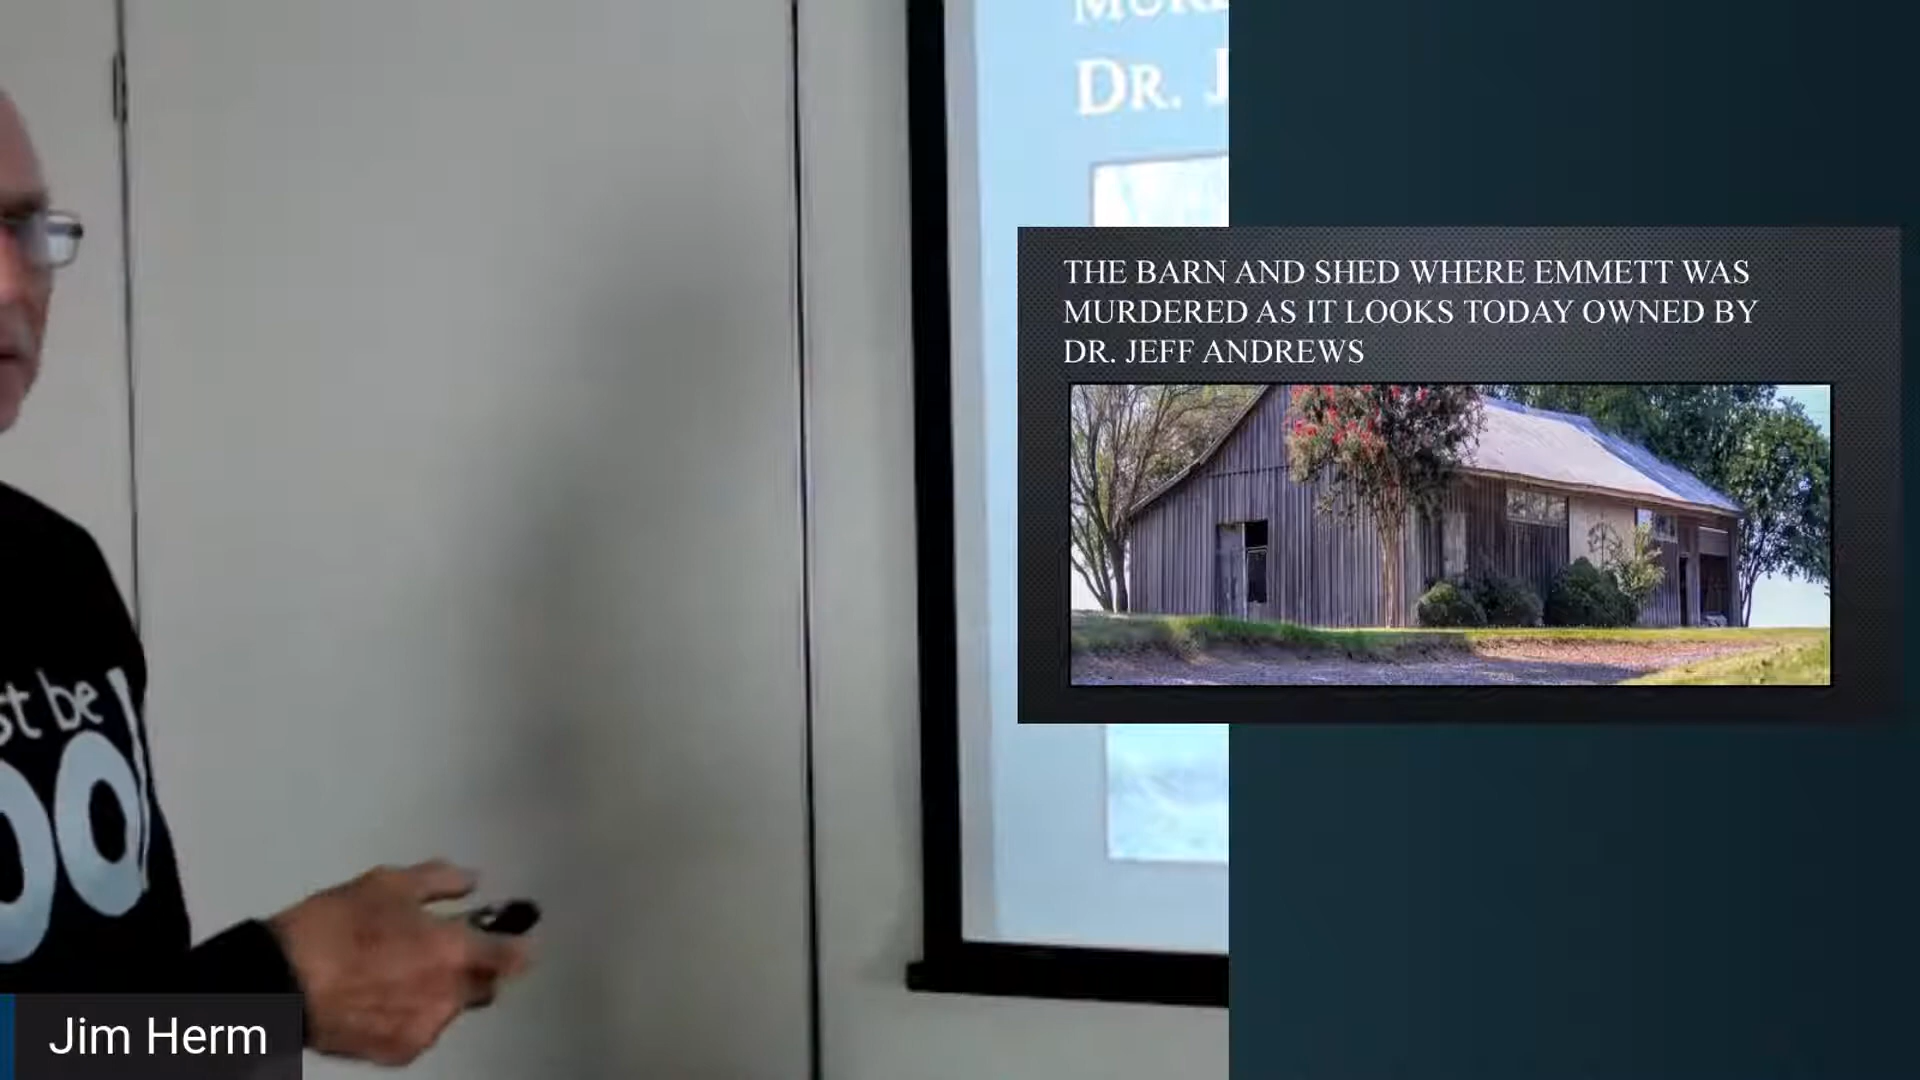 DR.
THE BARN AND SHED WHERE EMMETT WAS
MURDERED AS IT LOOKS TODAY OWNED BY
DR. JEFF ANDREWS
be
Jim Herm